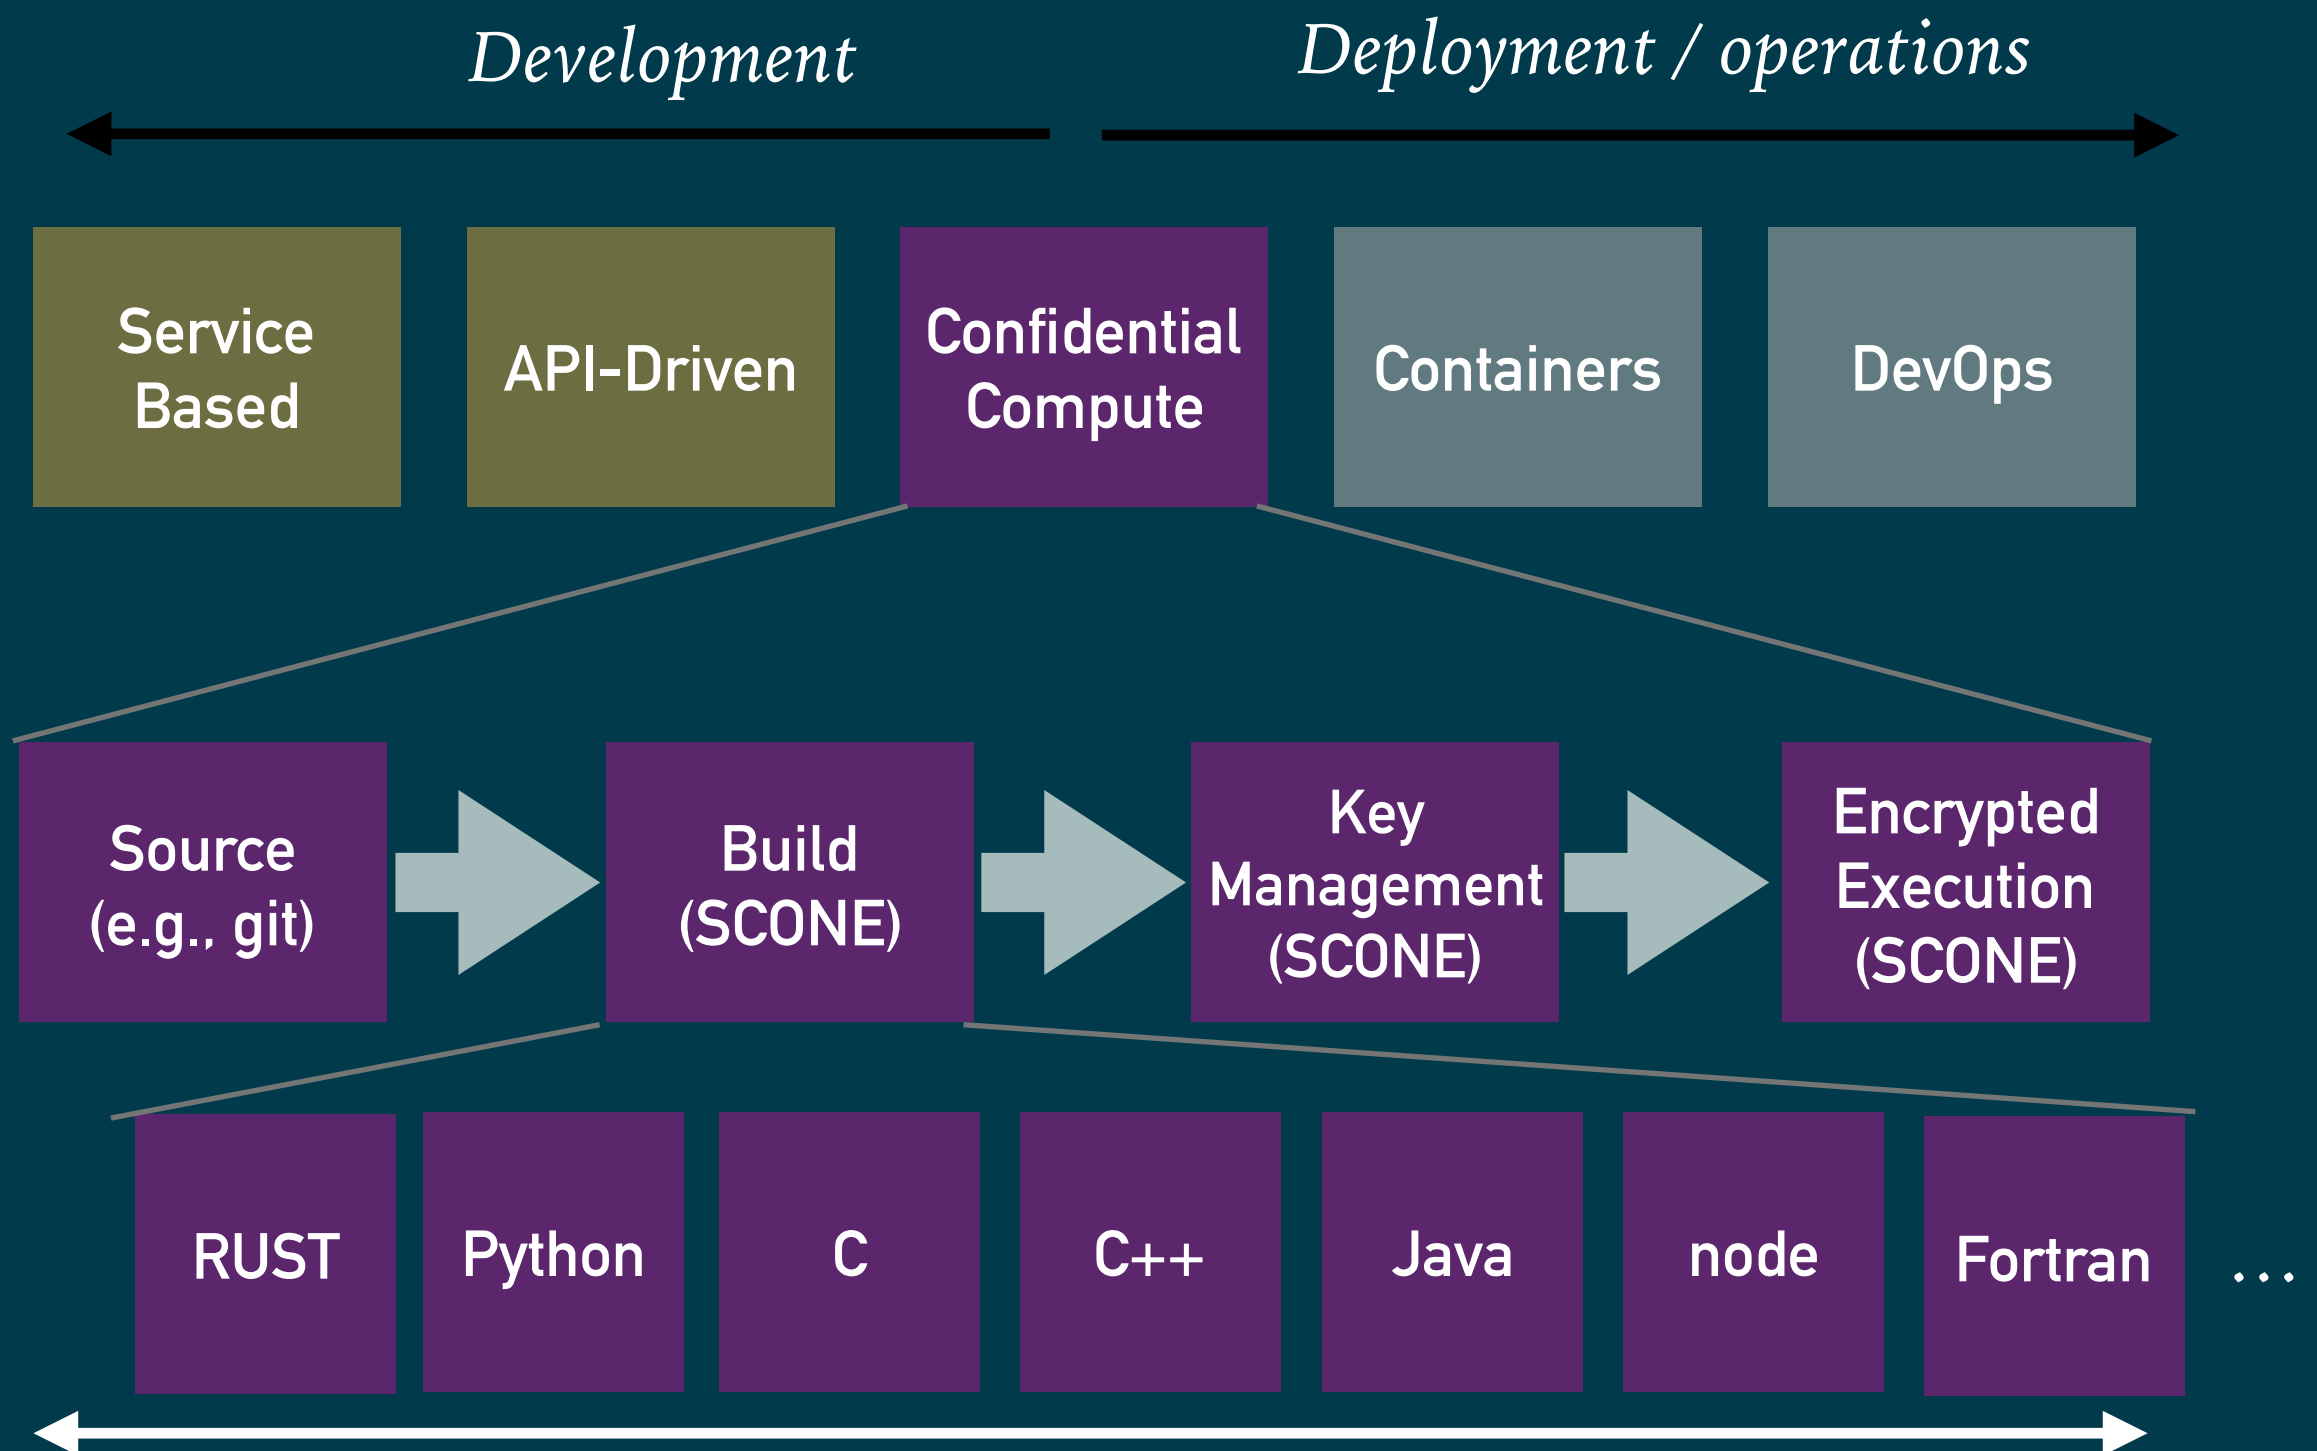 Development
Deployment / operations
Service
Based
API-Driven
Confidential
Compute
Containers
DevOps
Source
(e.g., git)
Build
(SCONE)
Key
Management
(SCONE)
Encrypted
Execution
(SCONE)
RUST
Python
C
C++
Java
node
Fortran
...